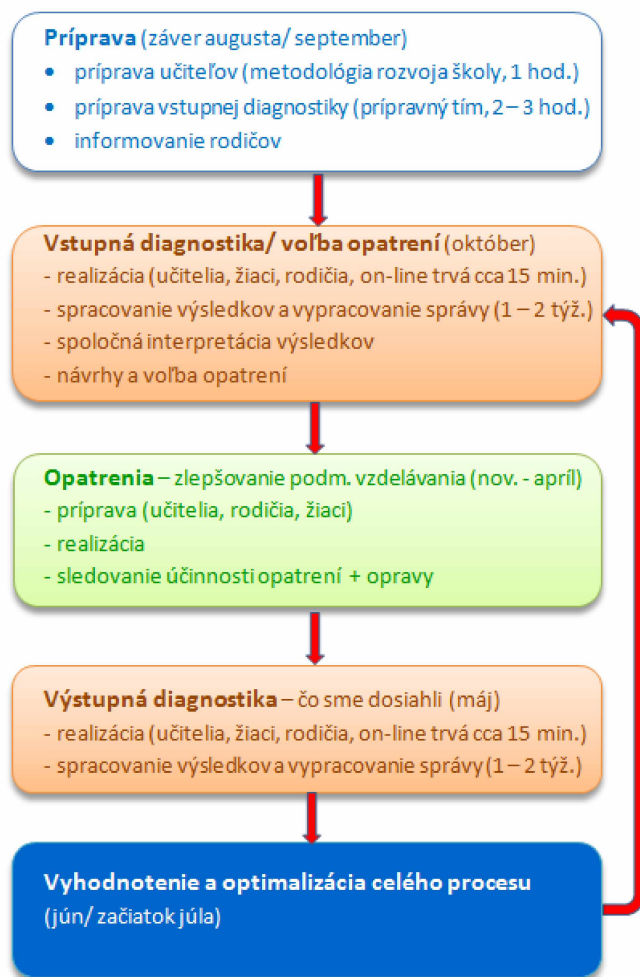 Príprava (záver augusta/ september)
• príprava učiteľov (metodológia rozvoja školy, 1 hod.)
• príprava vstupnej diagnostiky (prípravný tím, 2 – 3 hod.)
• informovanie rodičov
Vstupná diagnostika/ voľba opatrení (október)
- realizácia (učitelia, žiaci, rodičia, on-line trvá cca 15 min.)
- spracovanie výsledkov a vypracovanie správy (1 – 2 týž.)
- spoločná interpretácia výsledkov
- návrhy a voľba opatrení
Opatrenia – zlepšovanie podm. vzdelávania (nov. - apríl)
- príprava (učitelia, rodičia, žiaci)
- realizácia
- sledovanie účinnosti opatrení + opravy
Výstupná diagnostika – čo sme dosiahli (máj)
- realizácia (učitelia, žiaci, rodičia, on-line trvá cca 15 min.)
- spracovanie výsledkov a vypracovanie správy (1 – 2 týž.)
Vyhodnotenie a optimalizácia celého procesu
(jún/ začiatok júla)